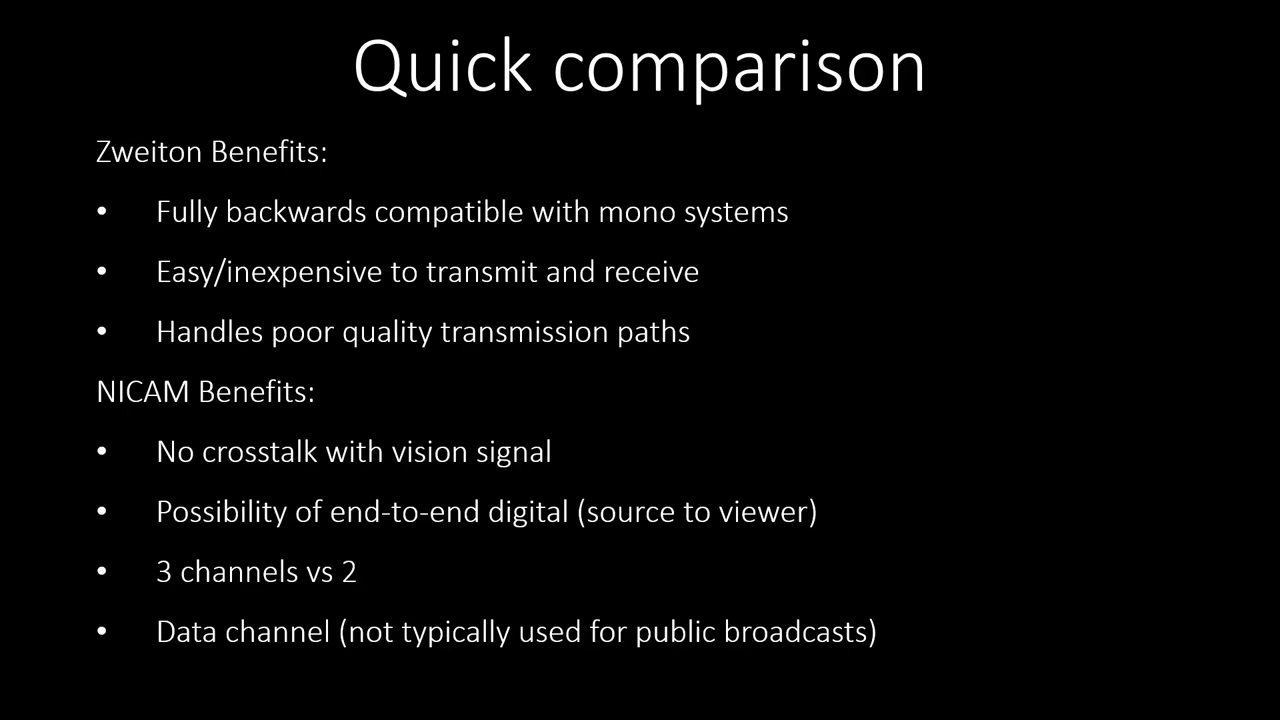 Quick comparison
Zweiton Benefits:
• Fully backwards compatible with mono systems
• Easy/inexpensive to transmit and receive
• Handles poor quality transmission paths
NICAM Benefits:
• No crosstalk with vision signal
• Possibility of end-to-end digital (source to viewer)
• 3 channels vs 2
• Data channel (not typically used for public broadcasts)